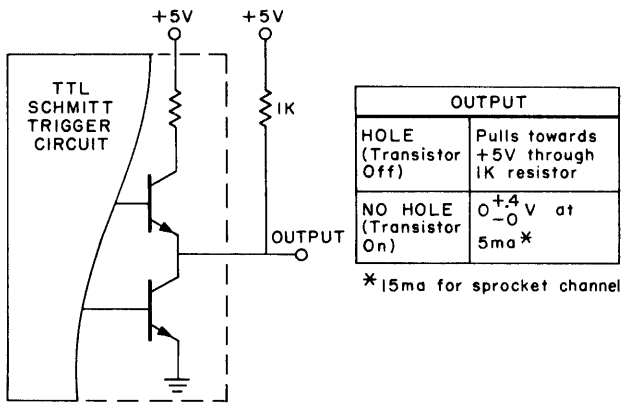 +5V
+5V
TTL
SCHMITT
TRIGGER
CIRCUIT
1K
OUTPUT
OUTPUT
HOLE
(Transistor
Off)
Pulls towards
+5V through
1K resistor
NO HOLE
(Transistor
On)
0 +.4 -0 V at
5ma*
*15ma for sprocket channel